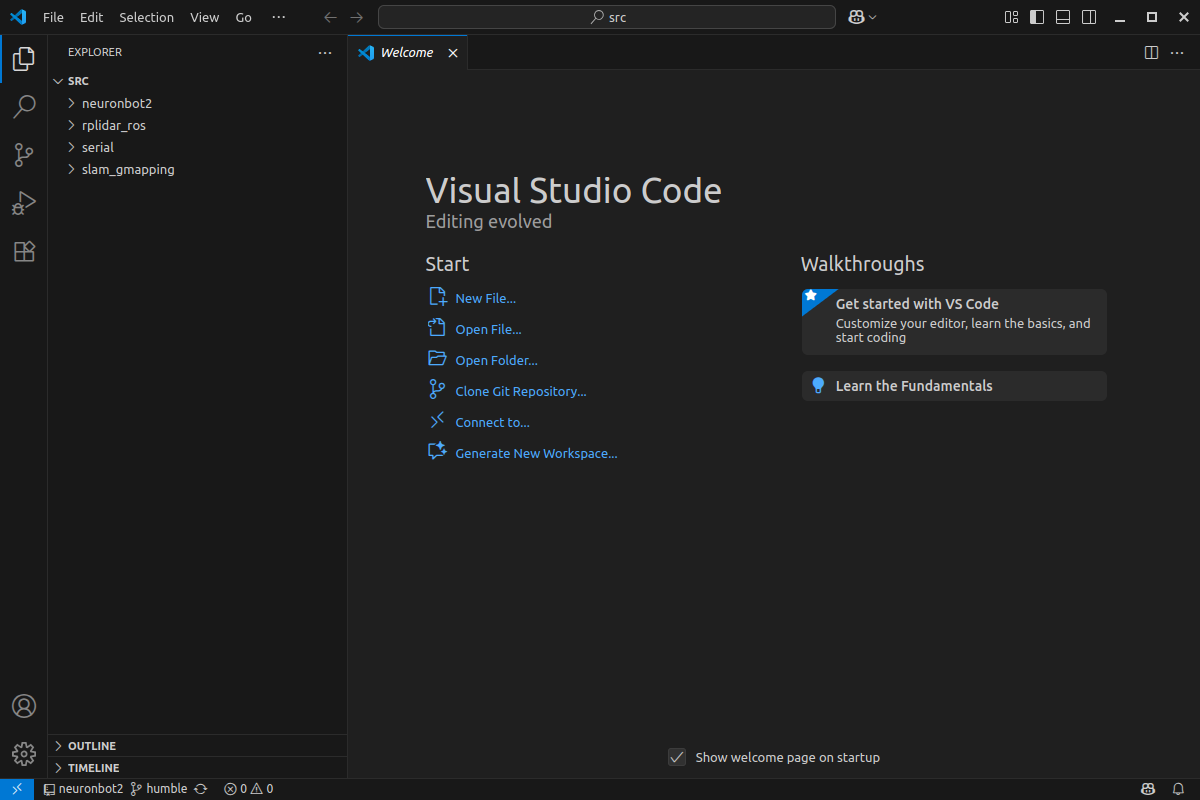 File Edit Selection View Go ···
src
EXPLORER
Welcome
SRC
neuronbot2
rplidar_ros
serial
slam_gmapping
Visual Studio Code
Editing evolved
Start
New File...
Open File...
Open Folder...
Clone Git Repository...
Connect to...
Generate New Workspace...
Walkthroughs
Get started with VS Code
Customize your editor, learn the basics, and
start coding
Learn the Fundamentals
Show welcome page on startup
OUTLINE
TIMELINE
neuronbot2 humble 0 0